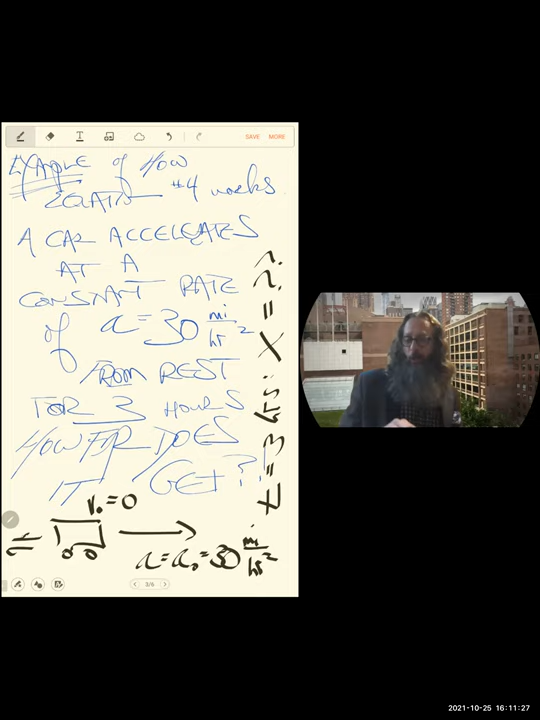 SAVE MORE
EXAMPLE of HOW
EQUATION #4 works
A CAR ACCELERATES
AT A
CONSTANT RATE
of a = 30 mi/hr²
FROM REST
FOR 3 HOURS
HOW FAR DOES
IT GET?
V₀ = 0
a = a₀ = 30 mi/hr²
t = 3 hrs: X = ?
3/6
2021-10-25 16:11:27